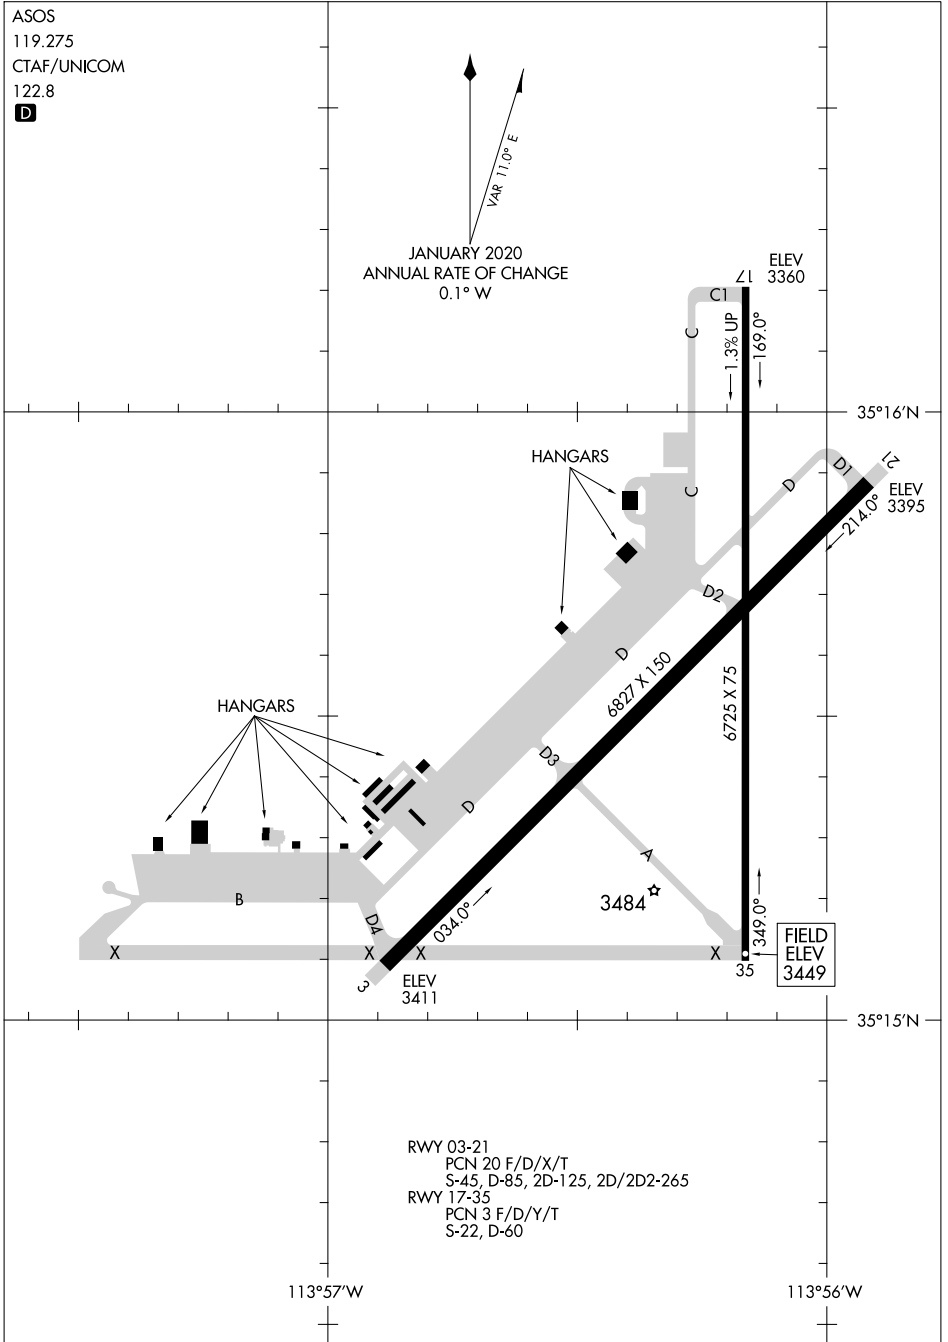 ASOS
119.275
CTAF/UNICOM
122.8
D
VAR 11.0° E
JANUARY 2020
ANNUAL RATE OF CHANGE
0.1° W
17
ELEV
3360
C1
C
1.3% UP
169.0°
35°16'N
HANGARS
C
D
D1
21
ELEV
3395
214.0°
D2
D
6827 X 150
6725 X 75
HANGARS
D3
D
A
B
3484
349.0°
D4
034.0°
X
X
X
X
FIELD
ELEV
3449
35
3
ELEV
3411
35°15'N
RWY 03-21
PCN 20 F/D/X/T
S-45, D-85, 2D-125, 2D/2D2-265
RWY 17-35
PCN 3 F/D/Y/T
S-22, D-60
113°57'W
113°56'W